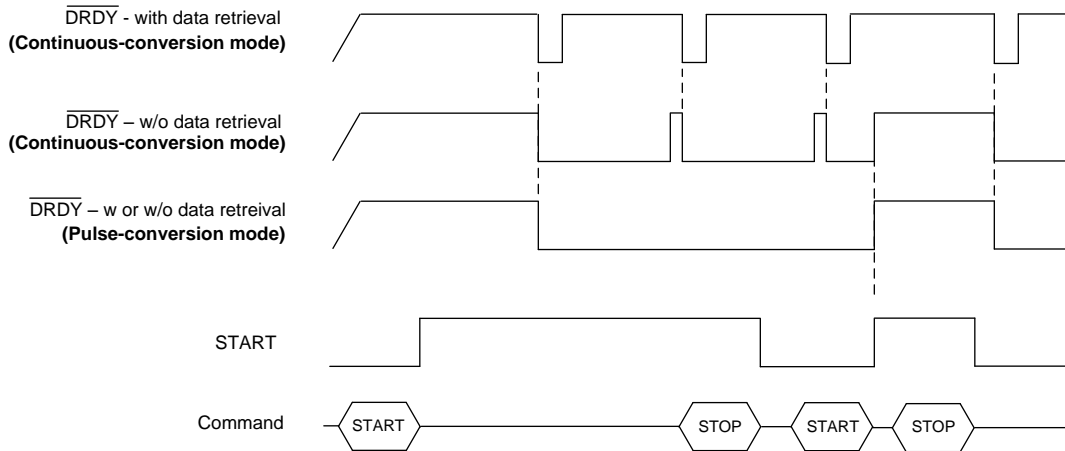 DRDY - with data retrieval
(Continuous-conversion mode)
DRDY – w/o data retrieval
(Continuous-conversion mode)
DRDY – w or w/o data retreival
(Pulse-conversion mode)
START
Command
START
STOP
START
STOP